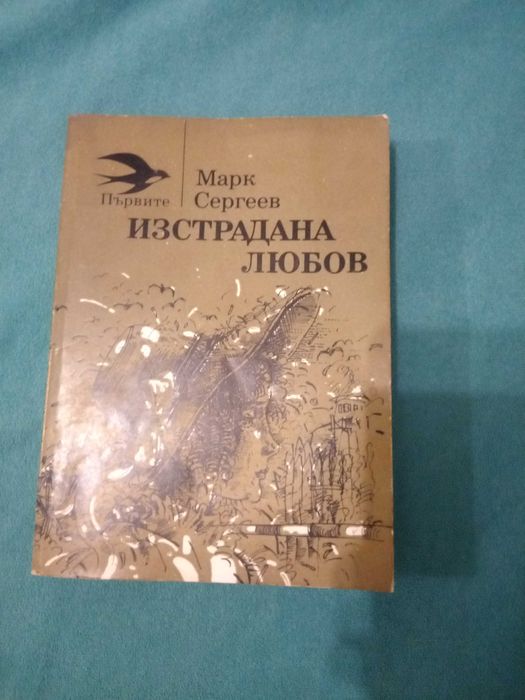 Първите
Марк
Сергеев
ИЗСТРАДАНА
ЛЮБОВ